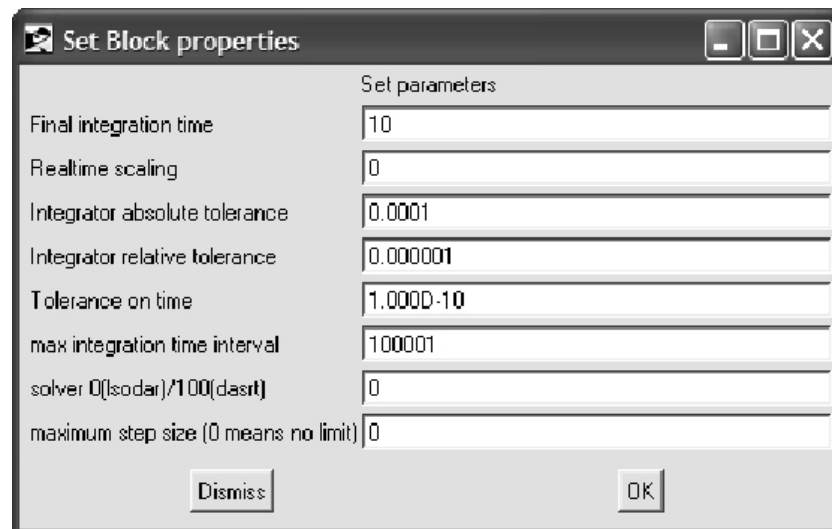 Set Block properties
Set parameters
Final integration time 10
Realtime scaling 0
Integrator absolute tolerance 0.0001
Integrator relative tolerance 0.000001
Tolerance on time 1.000D-10
max integration time interval 100001
solver 0(lsodar)/100(dasrt) 0
maximum step size (0 means no limit) 0
Dismiss OK